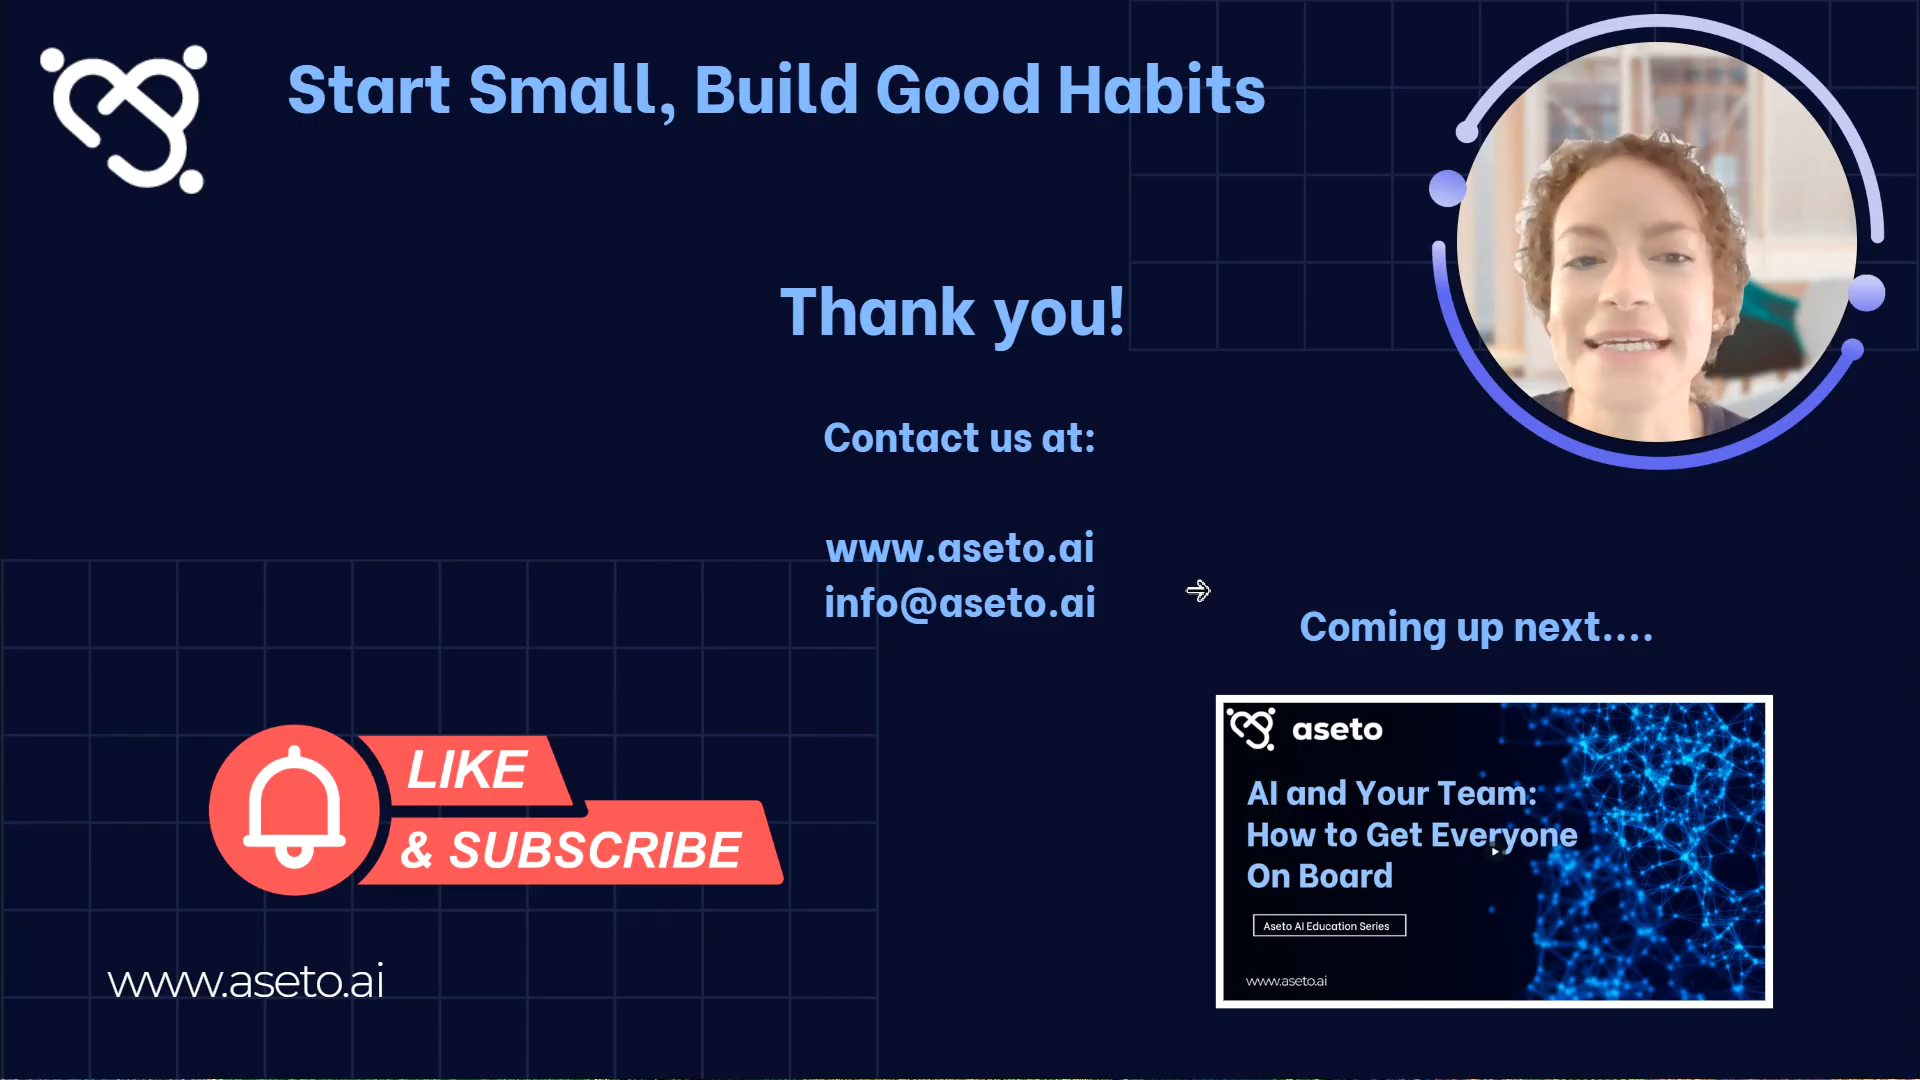 Start Small, Build Good Habits
Thank you!
Contact us at:
www.aseto.ai
info@aseto.ai
Coming up next....
LIKE
& SUBSCRIBE
www.aseto.ai
aseto
AI and Your Team:
How to Get Everyone
On Board
Aseto AI Education Series
www.aseto.ai